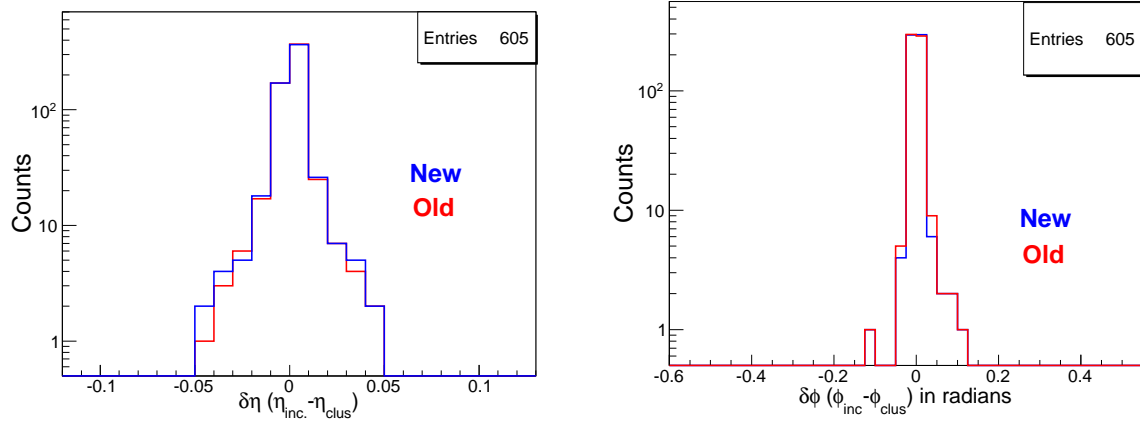 Entries 605
10²
10
1
Counts
New
Old
-0.1 -0.05 0 0.05 0.1
δη (η_inc.-η_clus)
Entries 605
10²
10
1
Counts
New
Old
-0.6 -0.4 -0.2 0 0.2 0.4
δϕ (ϕ_inc-ϕ_clus) in radians